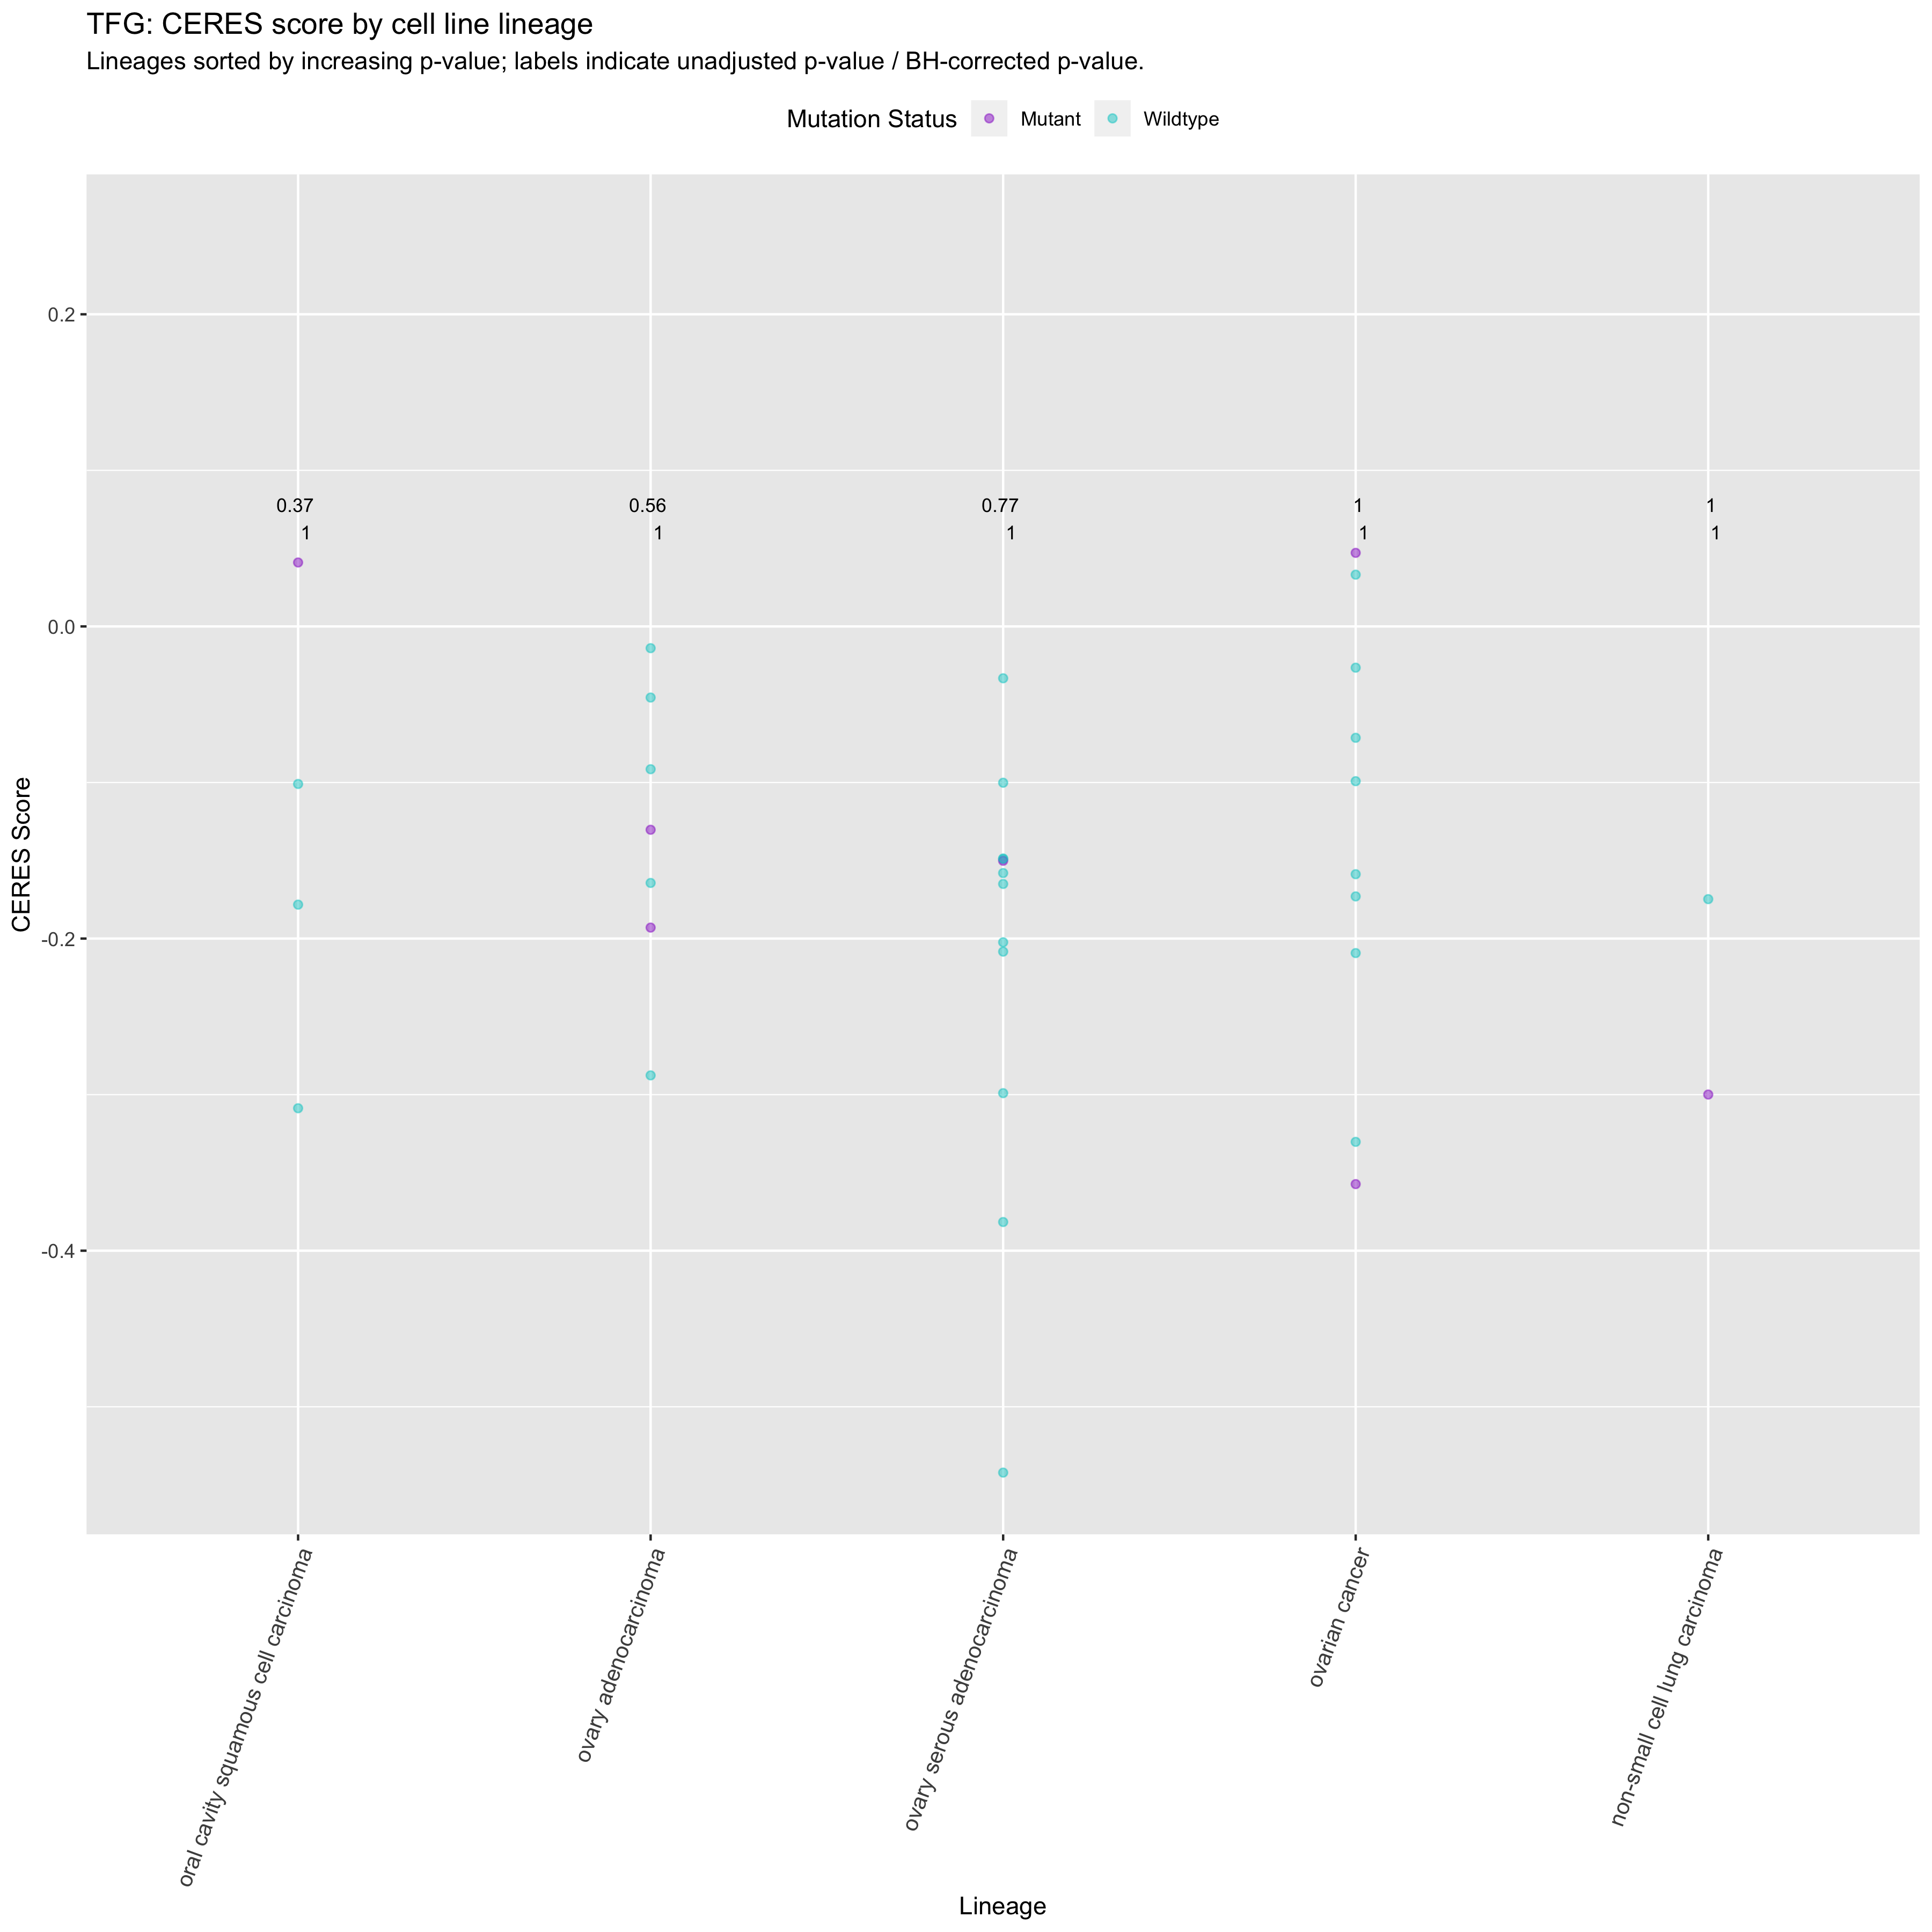 TFG: CERES score by cell line lineage
Lineages sorted by increasing p-value; labels indicate unadjusted p-value / BH-corrected p-value.
Mutation Status Mutant Wildtype
0.2
0.0
-0.2
-0.4
CERES Score
0.37 0.56 0.77 1 1
1 1 1 1 1
oral cavity squamous cell carcinoma
ovary adenocarcinoma
ovary serous adenocarcinoma
ovarian cancer
non-small cell lung carcinoma
Lineage